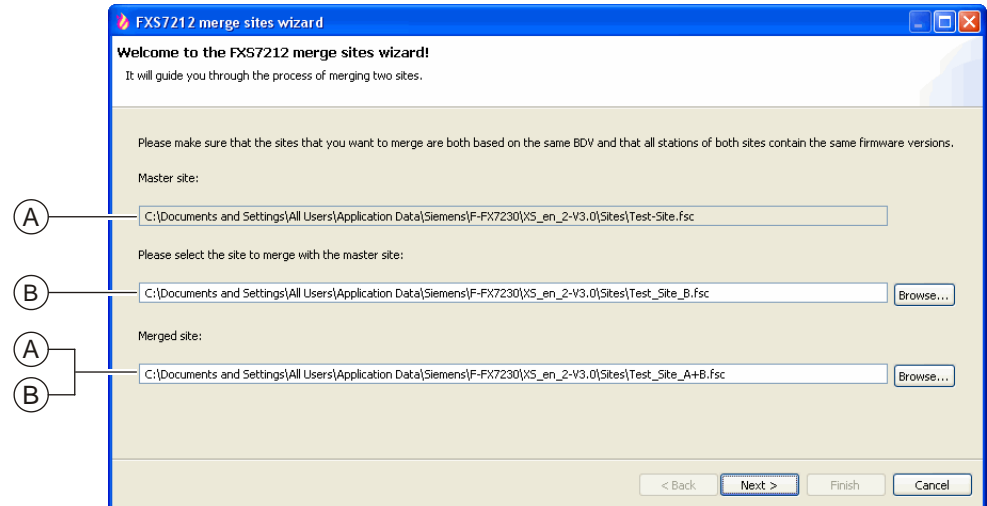 FXS7212 merge sites wizard
Welcome to the FXS7212 merge sites wizard!
It will guide you through the process of merging two sites.
Please make sure that the sites that you want to merge are both based on the same BDV and that all stations of both sites contain the same firmware versions.
Master site:
A
C:\Documents and Settings\All Users\Application Data\Siemens\F-FX7230\XS_en_2-V3.0\Sites\Test-Site.fsc
Please select the site to merge with the master site:
B
C:\Documents and Settings\All Users\Application Data\Siemens\F-FX7230\XS_en_2-V3.0\Sites\Test_Site_B.fsc
Browse...
Merged site:
A
B
C:\Documents and Settings\All Users\Application Data\Siemens\F-FX7230\XS_en_2-V3.0\Sites\Test_Site_A+B.fsc
Browse...
< Back
Next >
Finish
Cancel